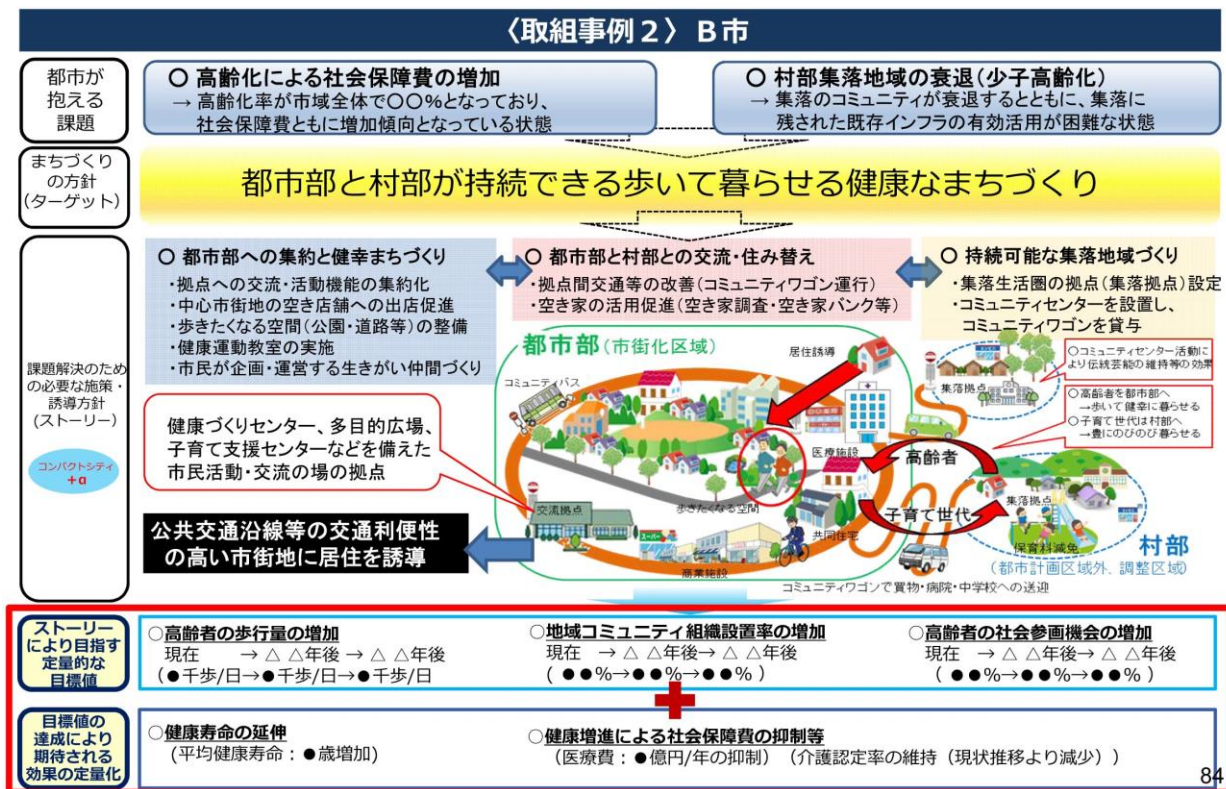 〈取組事例2〉B市
都市が
抱える
課題
○ 高齢化による社会保障費の増加
→ 高齢化率が市域全体で〇〇%となっており、
社会保障費ともに増加傾向となっている状態
○ 村部集落地域の衰退(少子高齢化)
→ 集落のコミュニティが衰退するとともに、集落に
残された既存インフラの有効活用が困難な状態
まちづくり
の方針
(ターゲット)
都市部と村部が持続できる歩いて暮らせる健康なまちづくり
課題解決のため
の必要な施策・
誘導方針
(ストーリー)
コンパクトシティ
+α
○ 都市部への集約と健幸まちづくり
・拠点への交流・活動機能の集約化
・中心市街地の空き店舗への出店促進
・歩きたくなる空間(公園・道路等)の整備
・健康運動教室の実施
・市民が企画・運営する生きがい仲間づくり
○ 都市部と村部との交流・住み替え
・拠点間交通等の改善(コミュニティワゴン運行)
・空き家の活用促進(空き家調査・空き家バンク等)
○ 持続可能な集落地域づくり
・集落生活圏の拠点(集落拠点)設定
・コミュニティセンターを設置し、
コミュニティワゴンを貸与
健康づくりセンター、多目的広場、
子育て支援センターなどを備えた
市民活動・交流の場の拠点
公共交通沿線等の交通利便性
の高い市街地に居住を誘導
都市部(市街化区域)
居住誘導
コミュニティバス
医療施設
歩きたくなる空間
交流拠点
スーパー
商業施設
共同住宅
高齢者
子育て世代
集落拠点
○コミュニティセンター活動に
より伝統芸能の維持等の効果
○高齢者を都市部へ
→歩いて健幸に暮らせる
○子育て世代は村部へ
→豊にのびのび暮らせる
集落拠点
保育料減免
村部
(都市計画区域外、調整区域)
コミュニティワゴンで買物・病院・中学校への送迎
ストーリー
により目指す
定量的な
目標値
○高齢者の歩行量の増加
現在 → △ △年後 → △ △年後
(●千歩/日→●千歩/日→●千歩/日
○地域コミュニティ組織設置率の増加
現在 → △ △年後→ △ △年後
( ●●%→●●%→●●% )
○高齢者の社会参画機会の増加
現在 → △ △年後→ △ △年後
( ●●%→●●%→●●% )
目標値の
達成により
期待される
効果の定量化
○健康寿命の延伸
(平均健康寿命:●歳増加)
○健康増進による社会保障費の抑制等
(医療費:●億円/年の抑制) (介護認定率の維持(現状推移より減少))
84